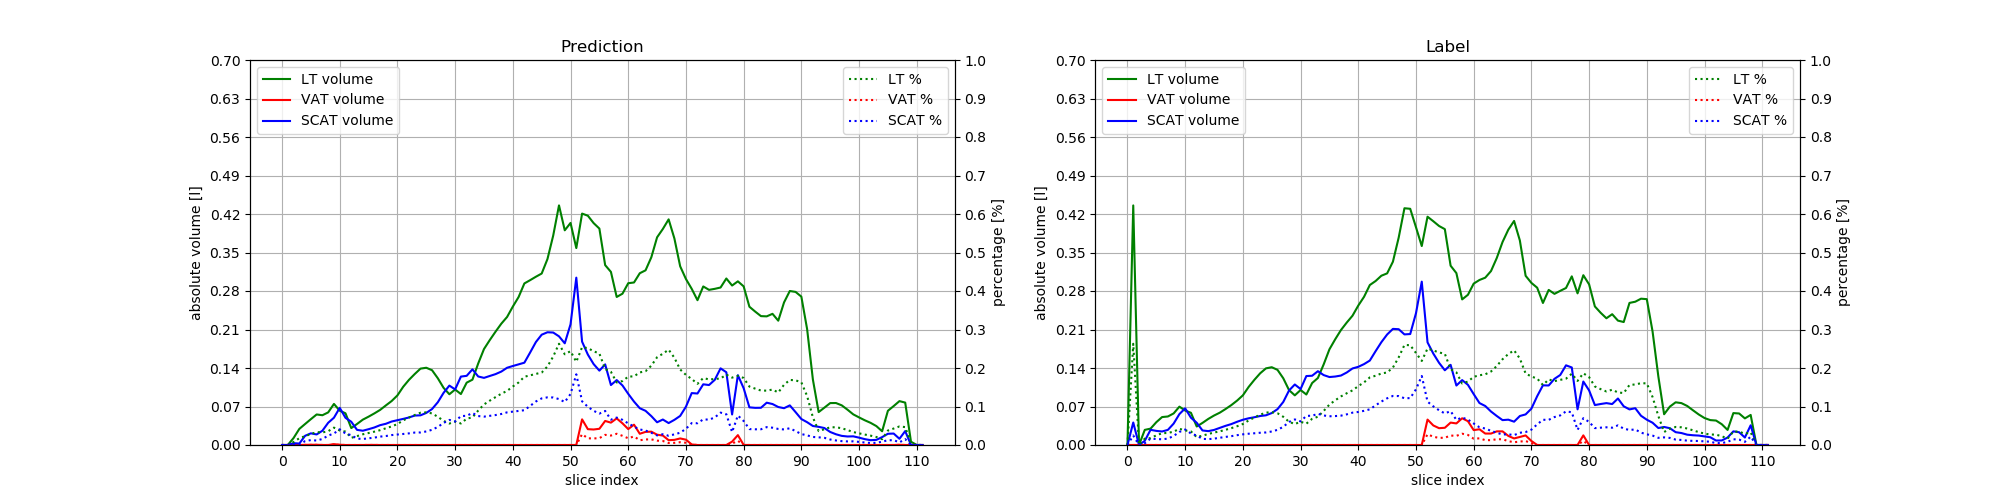 Prediction
absolute volume [l]
0.70
0.63
0.56
0.49
0.42
0.35
0.28
0.21
0.14
0.07
0.00
LT volume
VAT volume
SCAT volume
LT %
VAT %
SCAT %
1.0
0.9
0.8
0.7
0.6
0.5
0.4
0.3
0.2
0.1
0.0
percentage [%]
0 10 20 30 40 50 60 70 80 90 100 110
slice index
Label
absolute volume [l]
0.70
0.63
0.56
0.49
0.42
0.35
0.28
0.21
0.14
0.07
0.00
LT volume
VAT volume
SCAT volume
LT %
VAT %
SCAT %
1.0
0.9
0.8
0.7
0.6
0.5
0.4
0.3
0.2
0.1
0.0
percentage [%]
0 10 20 30 40 50 60 70 80 90 100 110
slice index